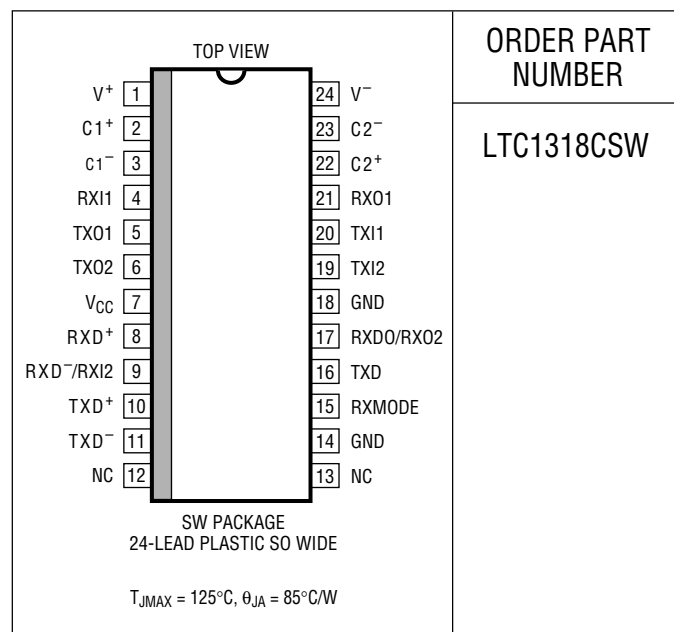 TOP VIEW
V⁺ 1
C1⁺ 2
C1⁻ 3
RXI1 4
TXO1 5
TXO2 6
V_CC 7
RXD⁺ 8
RXD⁻/RXI2 9
TXD⁺ 10
TXD⁻ 11
NC 12
24 V⁻
23 C2⁻
22 C2⁺
21 RXO1
20 TXI1
19 TXI2
18 GND
17 RXDO/RXO2
16 TXD
15 RXMODE
14 GND
13 NC
SW PACKAGE
24-LEAD PLASTIC SO WIDE
T_JMAX = 125°C, θ_JA = 85°C/W
ORDER PART
NUMBER
LTC1318CSW